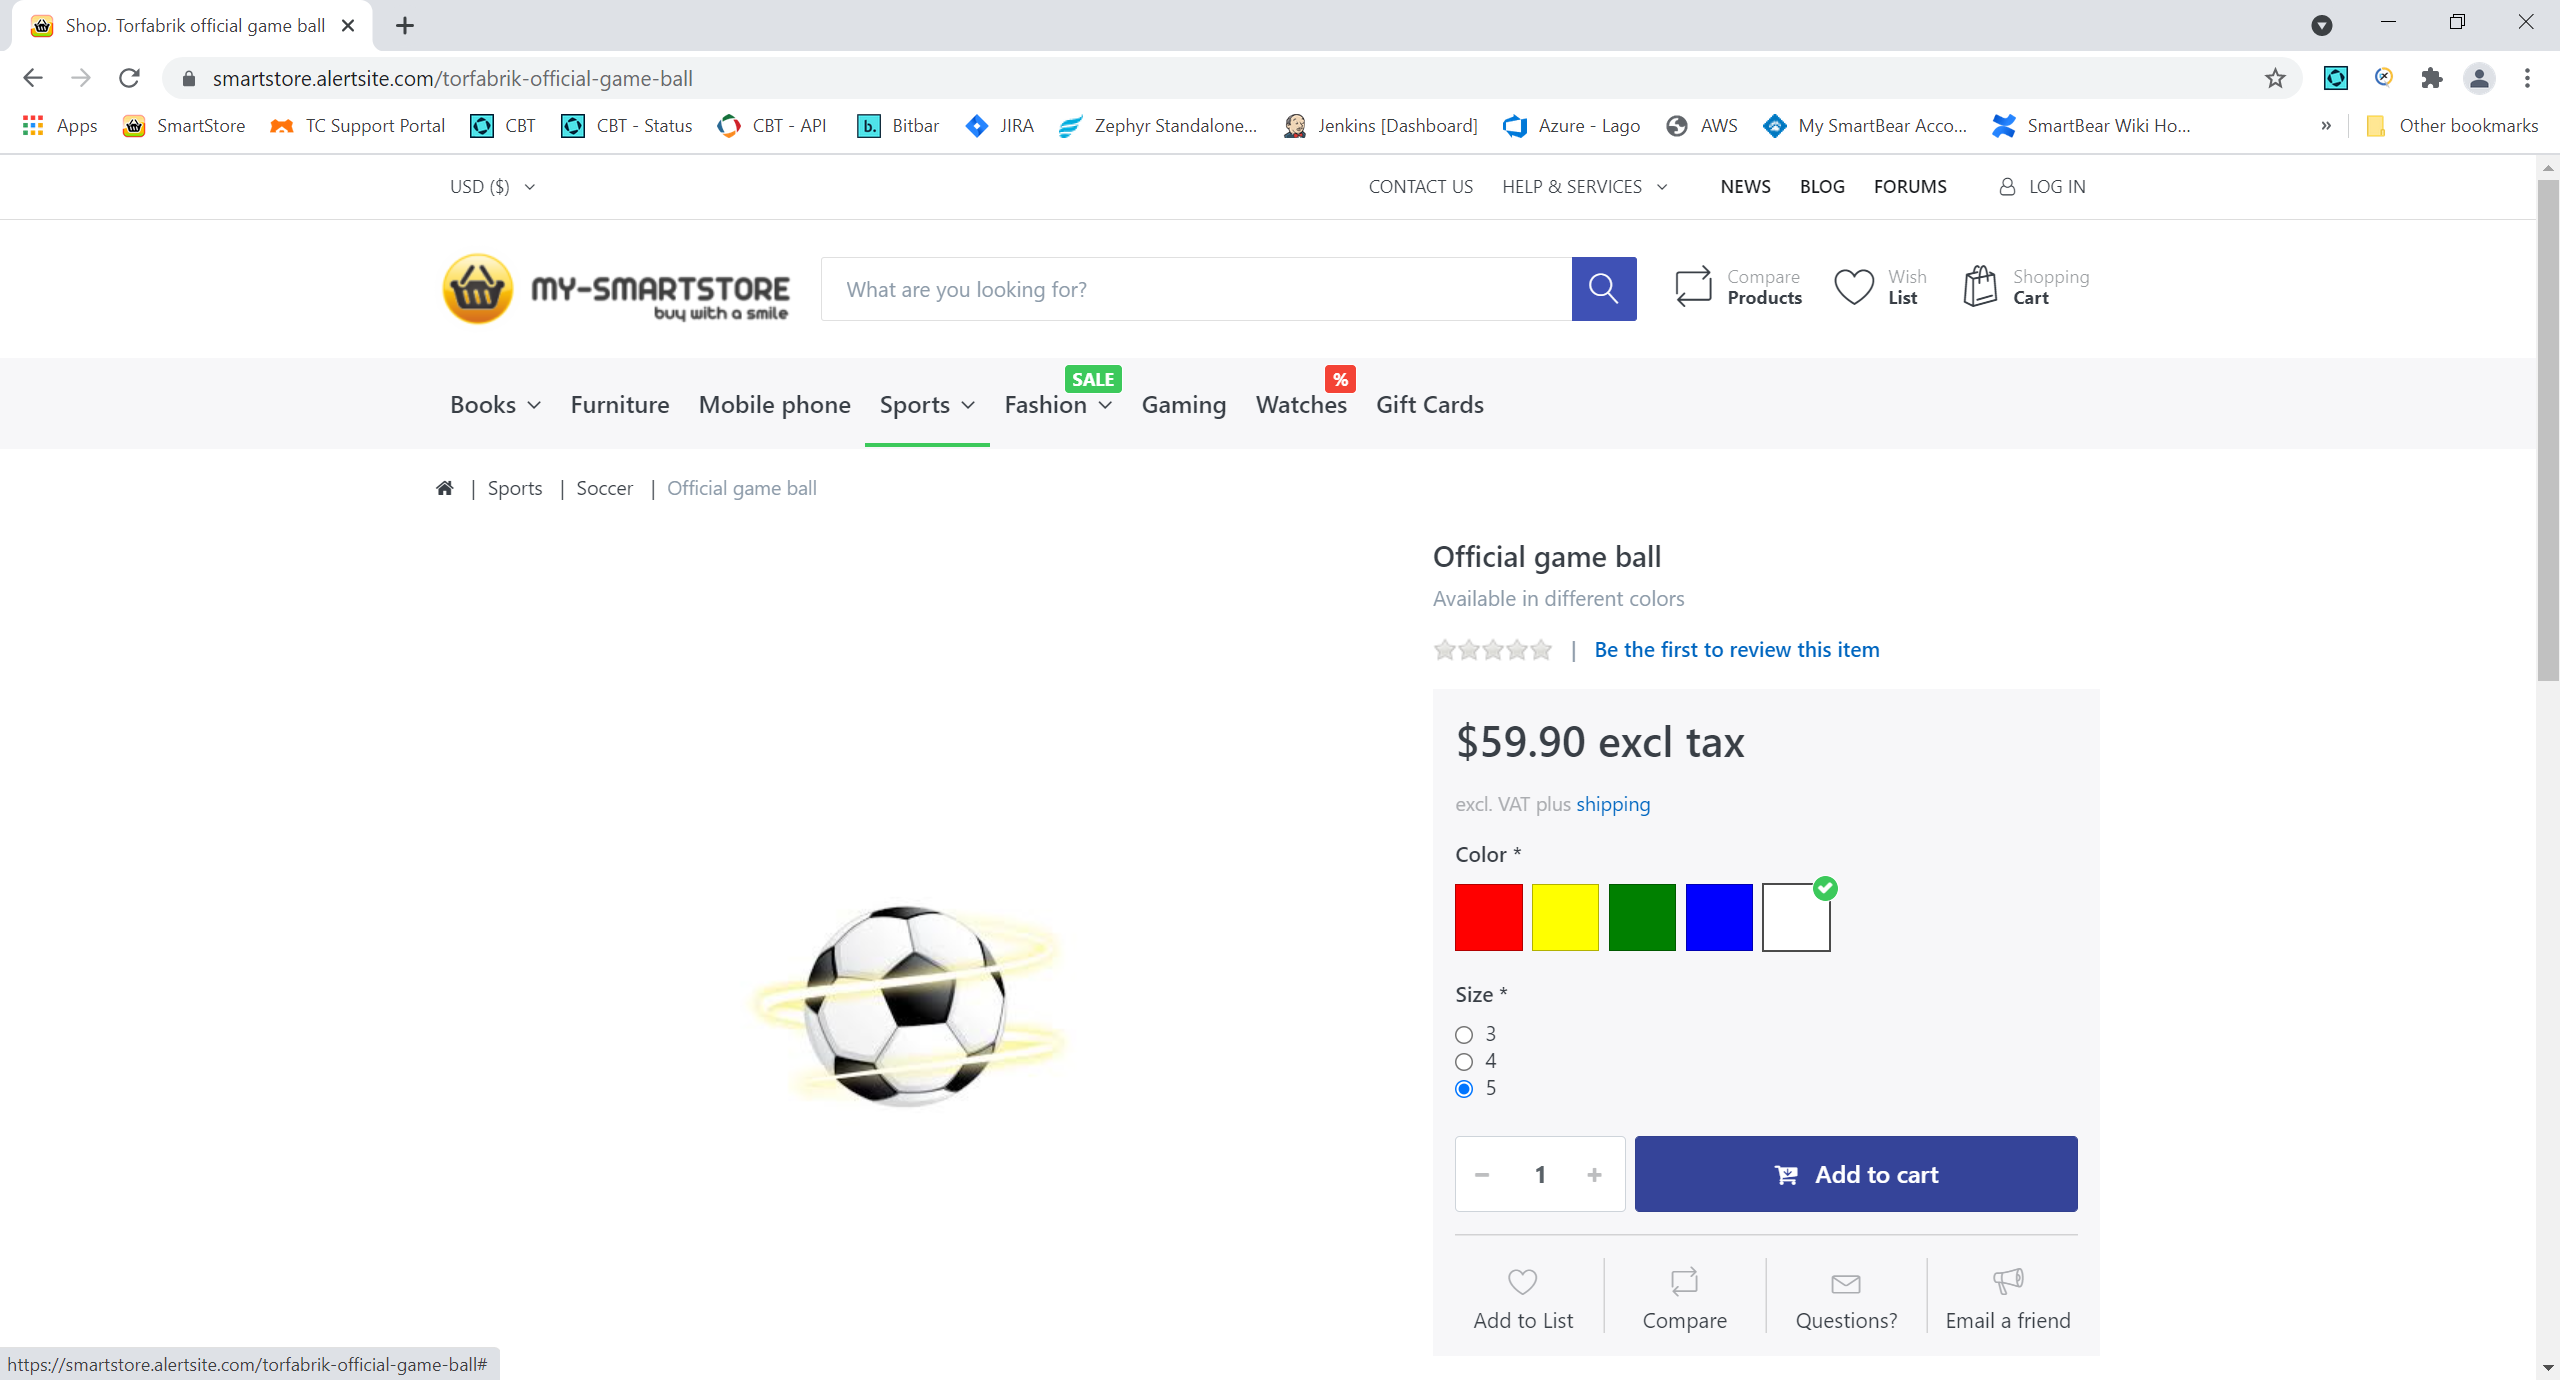 Shop. Torfabrik official game ball
smartstore.alertsite.com/torfabrik-official-game-ball
Apps SmartStore TC Support Portal CBT CBT - Status CBT - API b. Bitbar JIRA Zephyr Standalone... Jenkins [Dashboard] Azure - Lago AWS My SmartBear Acco... SmartBear Wiki Ho... » Other bookmarks
USD ($) CONTACT US HELP & SERVICES NEWS BLOG FORUMS LOG IN
MY-SMARTSTORE
buy with a smile
What are you looking for?
Compare
Products
Wish
List
Shopping
Cart
SALE %
Books Furniture Mobile phone Sports Fashion Gaming Watches Gift Cards
| Sports | Soccer | Official game ball
Official game ball
Available in different colors
| Be the first to review this item
$59.90 excl tax
excl. VAT plus shipping
Color *
Size *
3
4
5
− 1 + Add to cart
Add to List Compare Questions? Email a friend
https://smartstore.alertsite.com/torfabrik-official-game-ball#